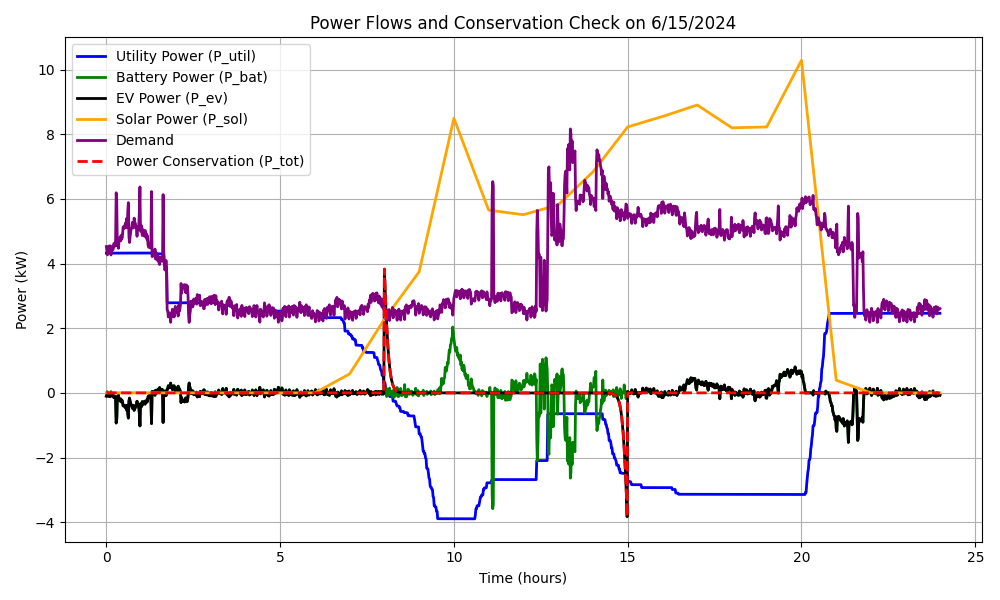 Power Flows and Conservation Check on 6/15/2024
Utility Power (P_util)
Battery Power (P_bat)
EV Power (P_ev)
Solar Power (P_sol)
Demand
Power Conservation (P_tot)
Power (kW)
10
8
6
4
2
0
−2
−4
0
5
10
15
20
25
Time (hours)